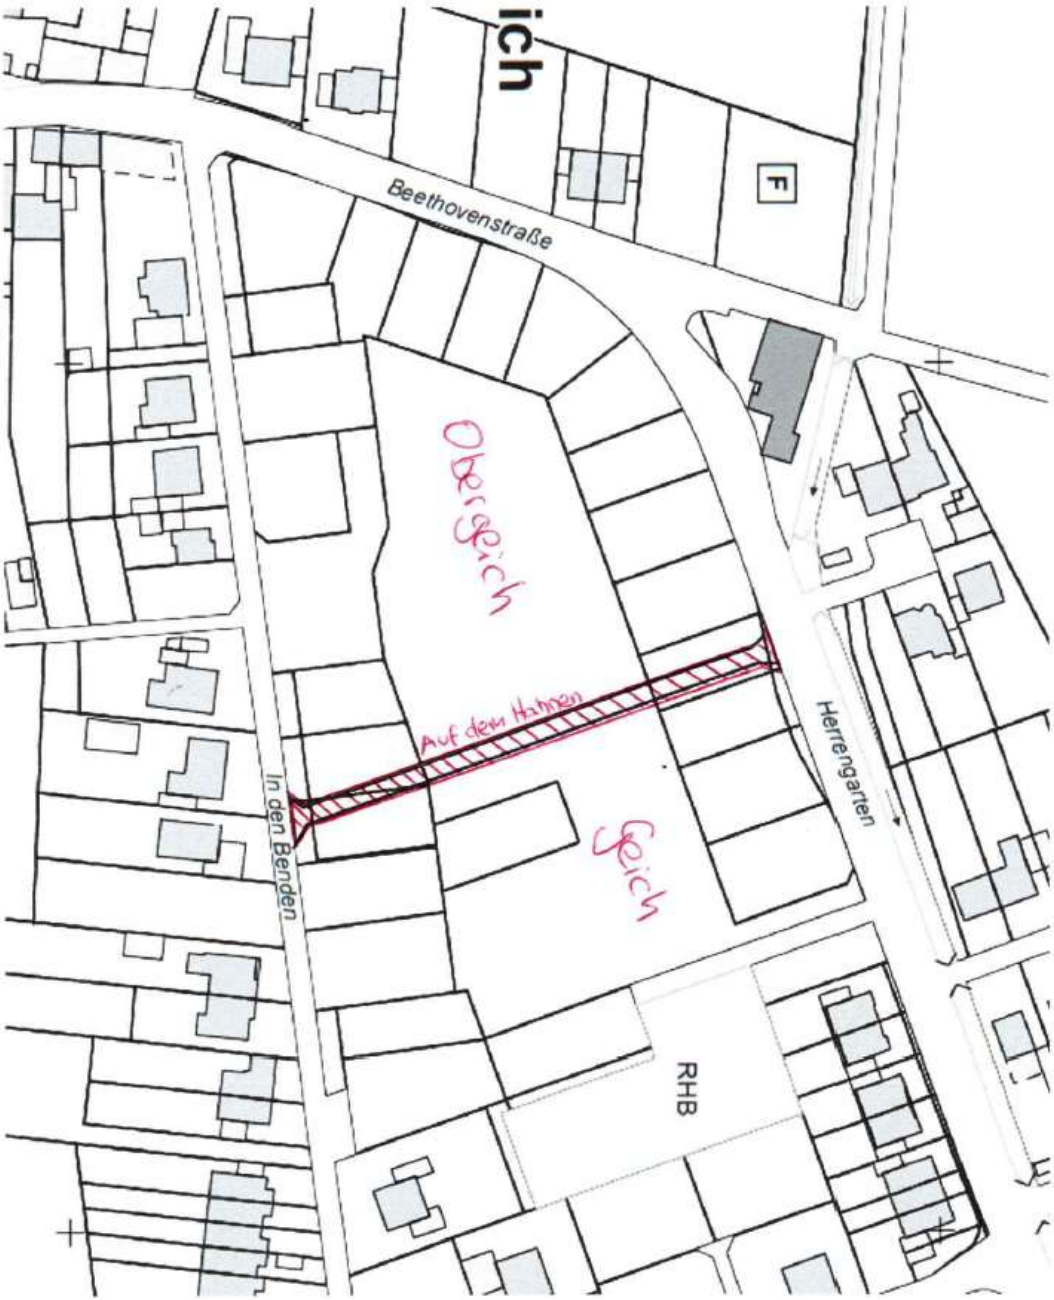 ich
F
Beethovenstraße
Obergeich
Auf dem Hahnen
Herrengarten
Geich
In den Benden
RHB